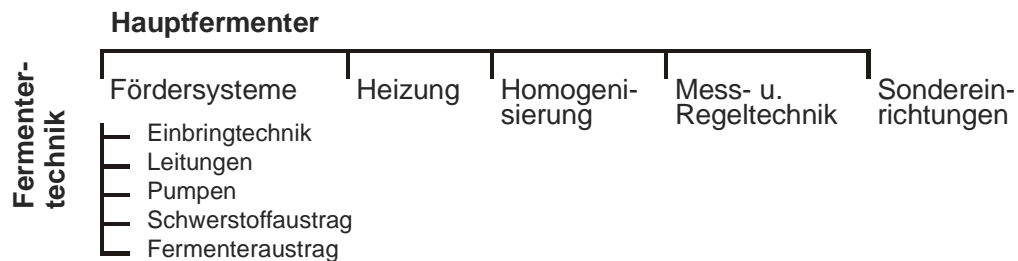 Hauptfermenter
Fermenter-
technik
Fördersysteme
Heizung
Homogeni-
sierung
Mess- u.
Regeltechnik
Sonderein-
richtungen
Einbringtechnik
Leitungen
Pumpen
Schwerstoffaustrag
Fermenteraustrag